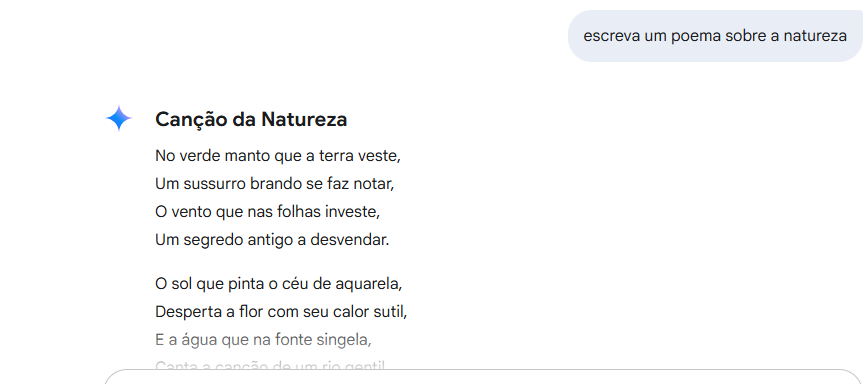 escreva um poema sobre a natureza
Canção da Natureza
No verde manto que a terra veste,
Um sussurro brando se faz notar,
O vento que nas folhas investe,
Um segredo antigo a desvendar.
O sol que pinta o céu de aquarela,
Desperta a flor com seu calor sutil,
E a água que na fonte singela,
Canta a canção de um rio gentil